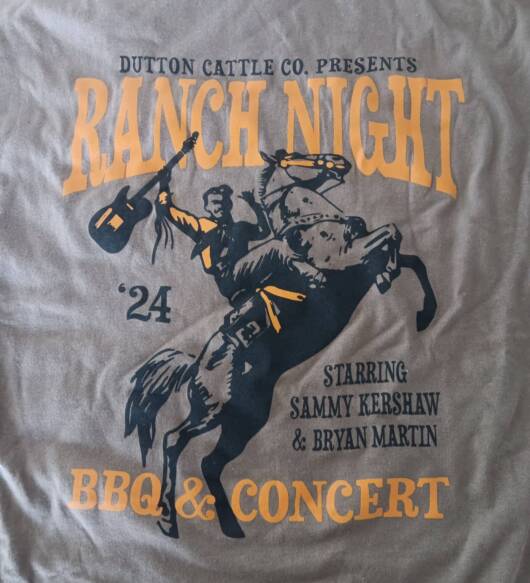 DUTTON CATTLE CO. PRESENTS
RANCH NIGHT
'24
STARRING
SAMMY KERSHAW
& BRYAN MARTIN
BBQ & CONCERT